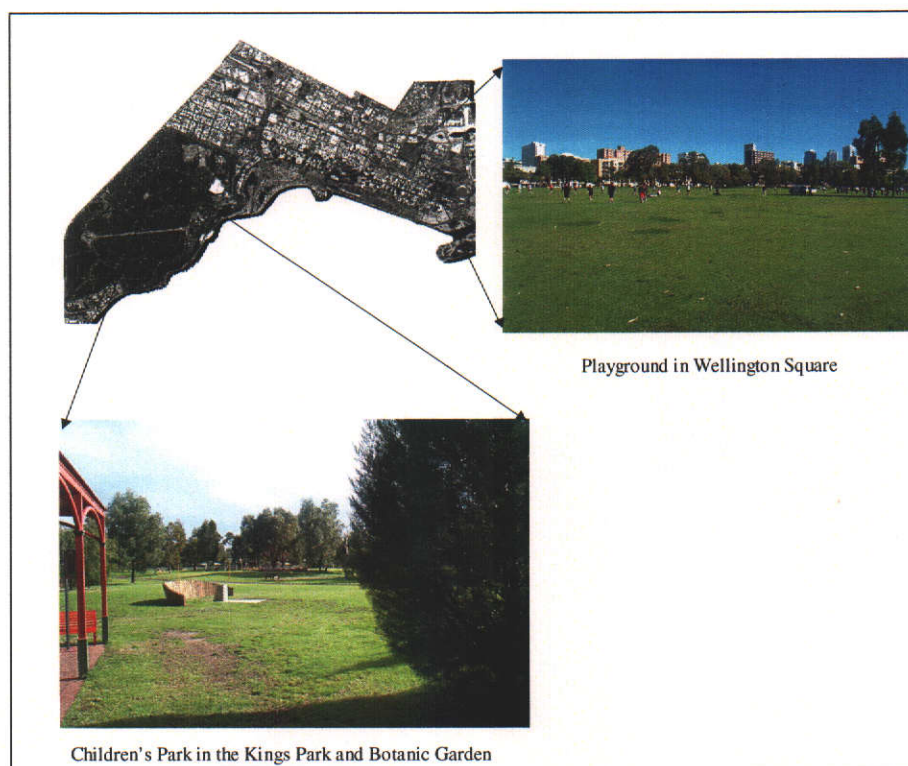 Playground in Wellington Square
Children's Park in the Kings Park and Botanic Garden